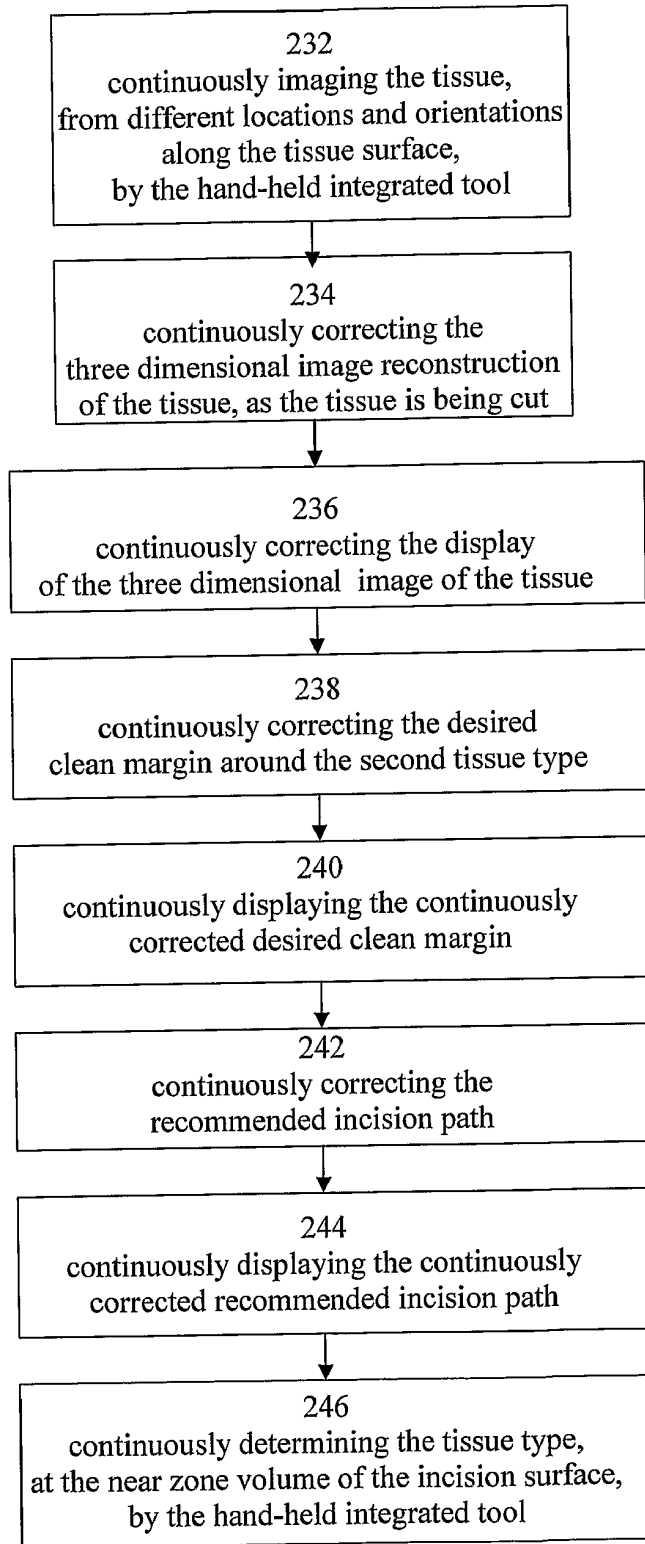 232
continuously imaging the tissue,
from different locations and orientations
along the tissue surface,
by the hand-held integrated tool
234
continuously correcting the
three dimensional image reconstruction
of the tissue, as the tissue is being cut
236
continuously correcting the display
of the three dimensional image of the tissue
238
continuously correcting the desired
clean margin around the second tissue type
240
continuously displaying the continuously
corrected desired clean margin
242
continuously correcting the
recommended incision path
244
continuously displaying the continuously
corrected recommended incision path
246
continuously determining the tissue type,
at the near zone volume of the incision surface,
by the hand-held integrated tool